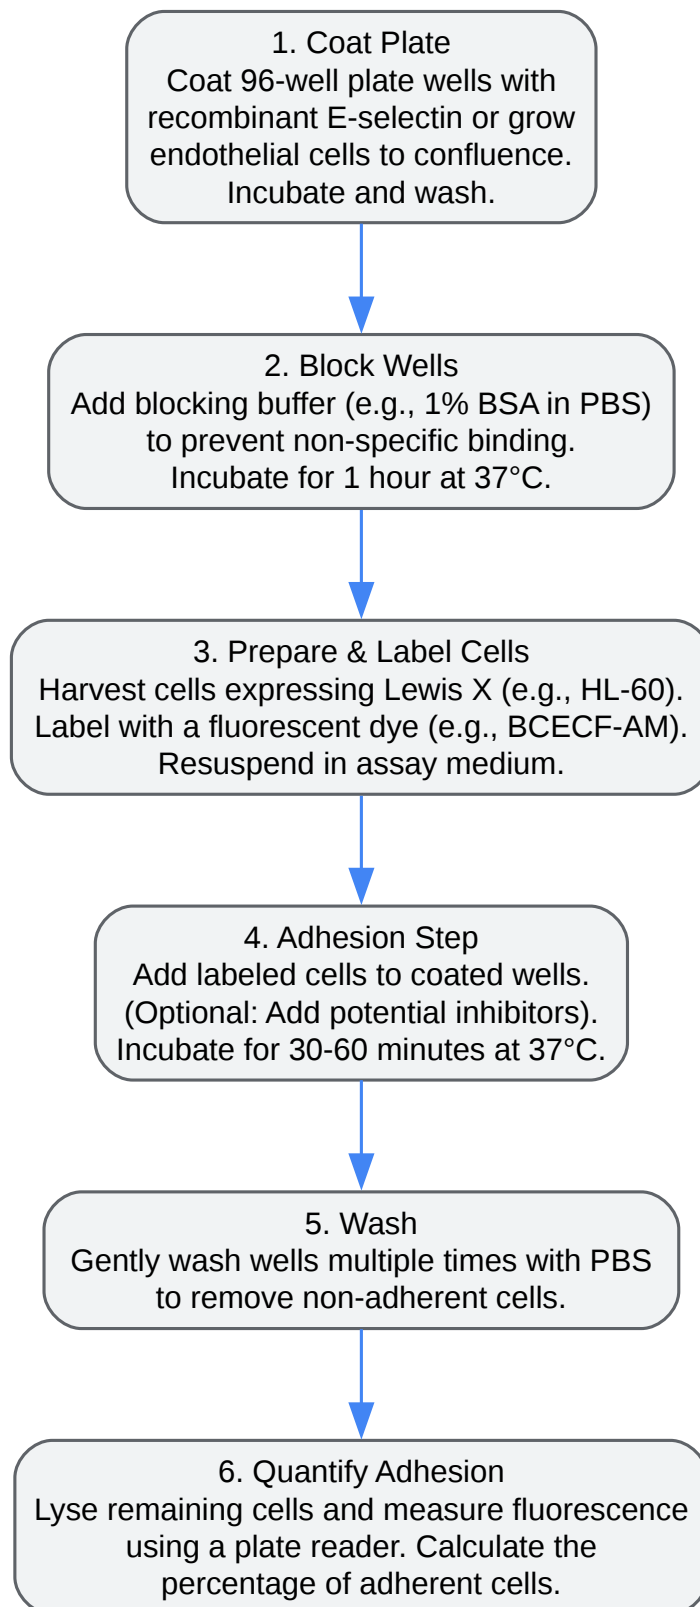 1. Coat Plate
Coat 96-well plate wells with
recombinant E-selectin or grow
endothelial cells to confluence.
Incubate and wash.
2. Block Wells
Add blocking buffer (e.g., 1% BSA in PBS)
to prevent non-specific binding.
Incubate for 1 hour at 37°C.
3. Prepare & Label Cells
Harvest cells expressing Lewis X (e.g., HL-60).
Label with a fluorescent dye (e.g., BCECF-AM).
Resuspend in assay medium.
4. Adhesion Step
Add labeled cells to coated wells.
(Optional: Add potential inhibitors).
Incubate for 30-60 minutes at 37°C.
5. Wash
Gently wash wells multiple times with PBS
to remove non-adherent cells.
6. Quantify Adhesion
Lyse remaining cells and measure fluorescence
using a plate reader. Calculate the
percentage of adherent cells.